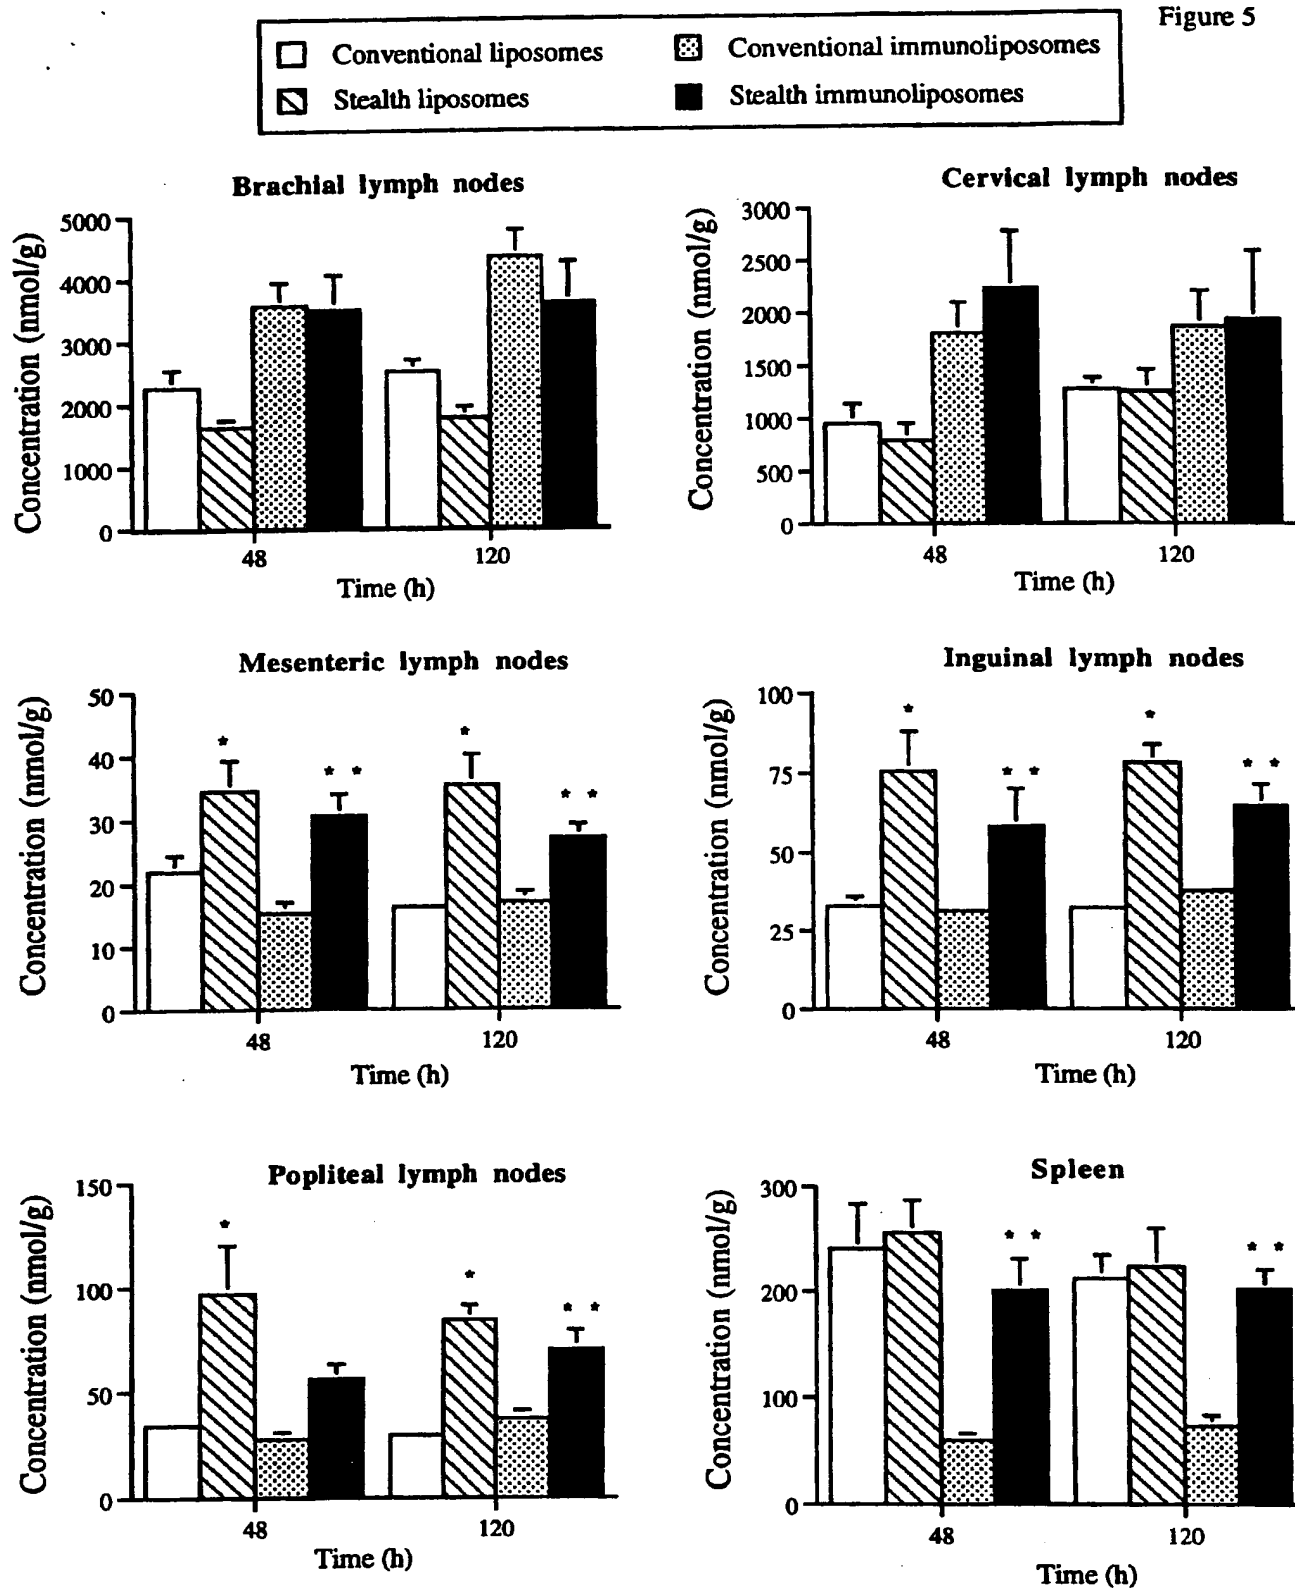 Figure 5
Conventional liposomes
Conventional immunoliposomes
Stealth liposomes
Stealth immunoliposomes
Brachial lymph nodes
Concentration (nmol/g)
5000
4000
3000
2000
1000
0
48
120
Time (h)
Cervical lymph nodes
Concentration (nmol/g)
3000
2500
2000
1500
1000
500
0
48
120
Time (h)
Mesenteric lymph nodes
Concentration (nmol/g)
50
40
30
20
10
0
*
* *
*
* *
48
120
Time (h)
Inguinal lymph nodes
Concentration (nmol/g)
100
75
50
25
0
*
* *
*
* *
48
120
Time (h)
Popliteal lymph nodes
Concentration (nmol/g)
150
100
50
0
*
*
* *
48
120
Time (h)
Spleen
Concentration (nmol/g)
300
200
100
0
* *
* *
48
120
Time (h)